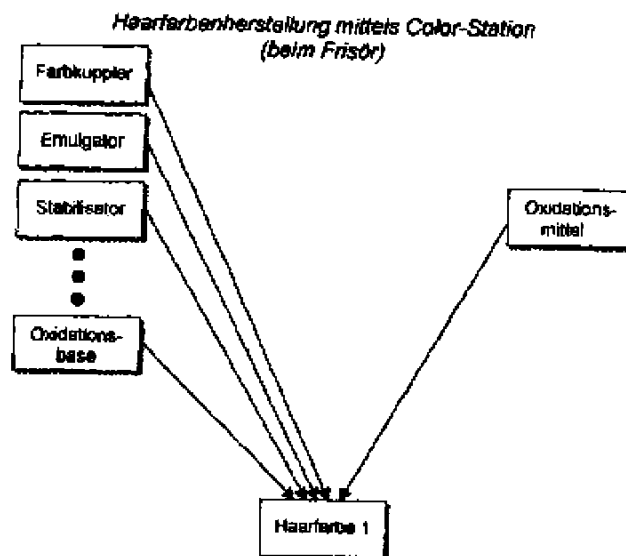 Haarfarbenherstellung mittels Color-Station
(beim Frisör)
Farbkuppler
Emulgator
Stabilisator
Oxidations-
base
Oxidations-
mittel
Haarfarbe 1